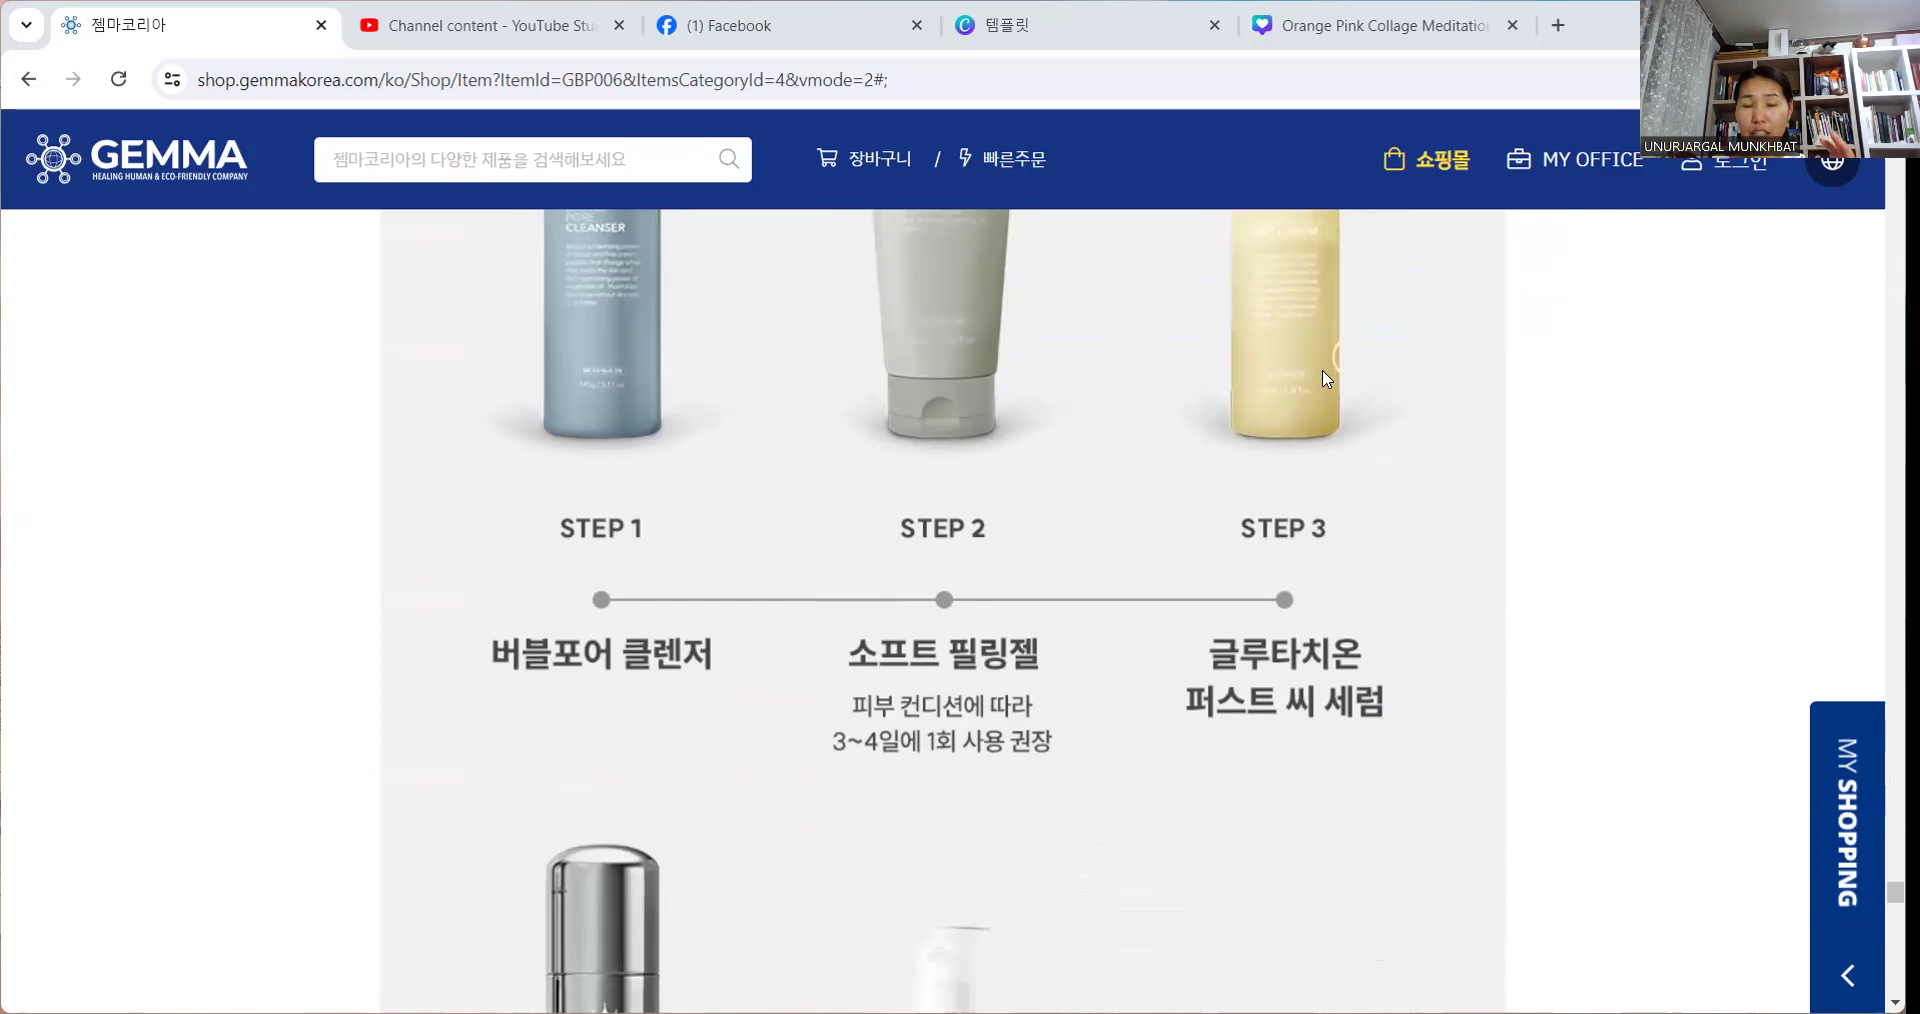 젬마코리아
Channel content - YouTube Stu
(1) Facebook
템플릿
Orange Pink Collage Meditatio
shop.gemmakorea.com/ko/Shop/Item?ItemId=GBP006&ItemsCategoryId=4&vmode=2#;
UNURJARGAL MUNKHBAT
GEMMA
HEALING HUMAN & ECO-FRIENDLY COMPANY
젬마코리아의 다양한 제품을 검색해보세요
장바구니 / 빠른주문
쇼핑몰
MY OFFICE
로그인
PORE
CLEANSER
STEP 1
STEP 2
STEP 3
버블포어 클렌저
소프트 필링젤
피부 컨디션에 따라
3~4일에 1회 사용 권장
글루타치온
퍼스트 씨 세럼
MY SHOPPING